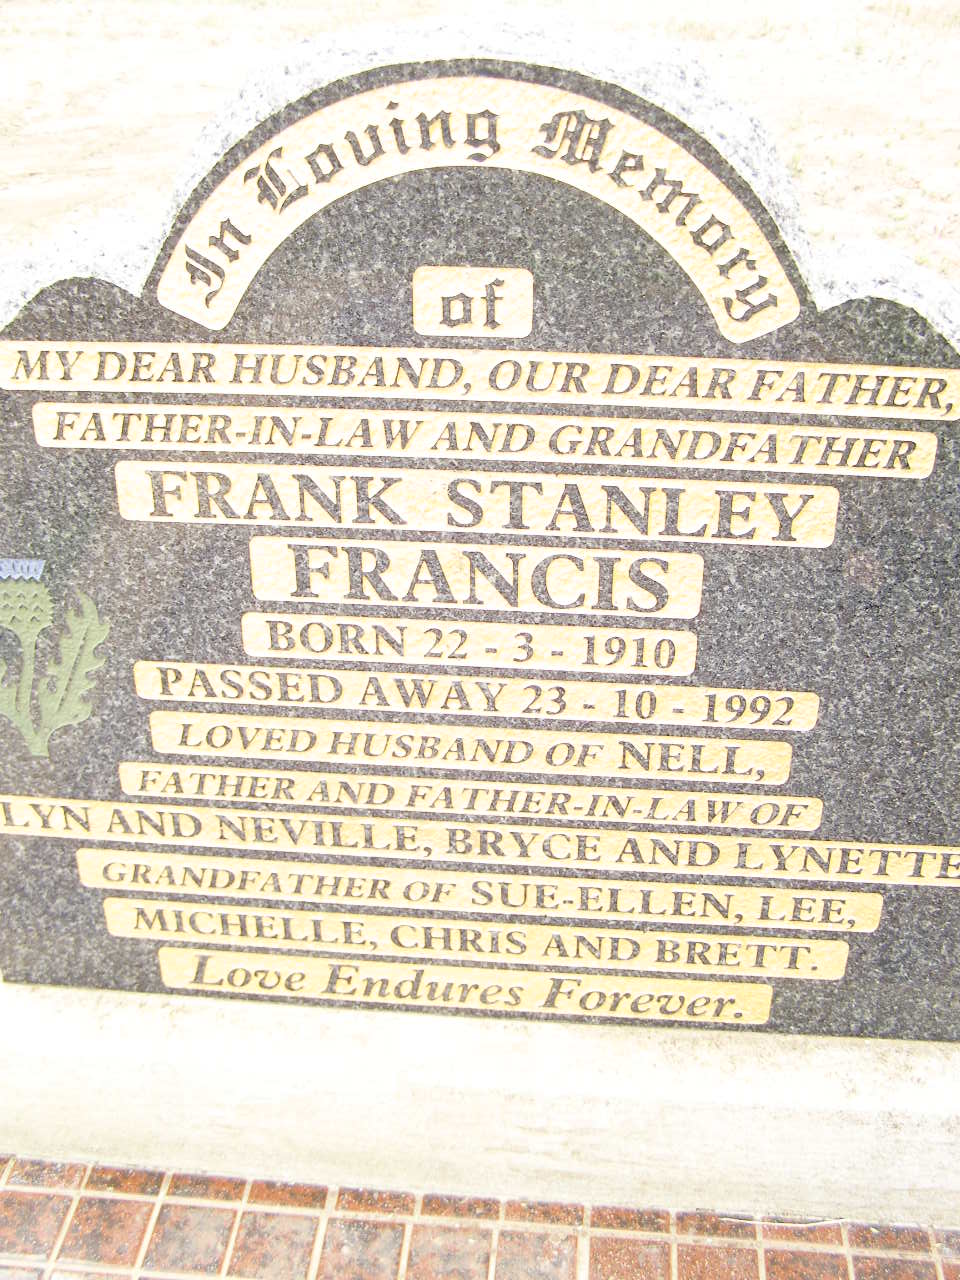 In Loving Memory
of
MY DEAR HUSBAND, OUR DEAR FATHER,
FATHER-IN-LAW AND GRANDFATHER
FRANK STANLEY
FRANCIS
BORN 22 - 3 - 1910
PASSED AWAY 23 - 10 - 1992
LOVED HUSBAND OF NELL,
FATHER AND FATHER-IN-LAW OF
LYN AND NEVILLE, BRYCE AND LYNETTE
GRANDFATHER OF SUE-ELLEN, LEE,
MICHELLE, CHRIS AND BRETT.
Love Endures Forever.